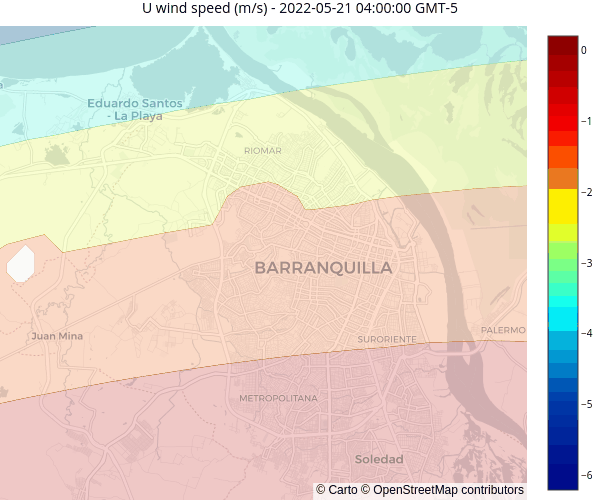 U wind speed (m/s) - 2022-05-21 04:00:00 GMT-5
0
Eduardo Santos
- La Playa
−1
RIOMAR
−2
−3
BARRANQUILLA
Juan Mina
SURORIENTE
PALERMO
−4
METROPOLITANA
−5
Soledad
−6
© Carto © OpenStreetMap contributors